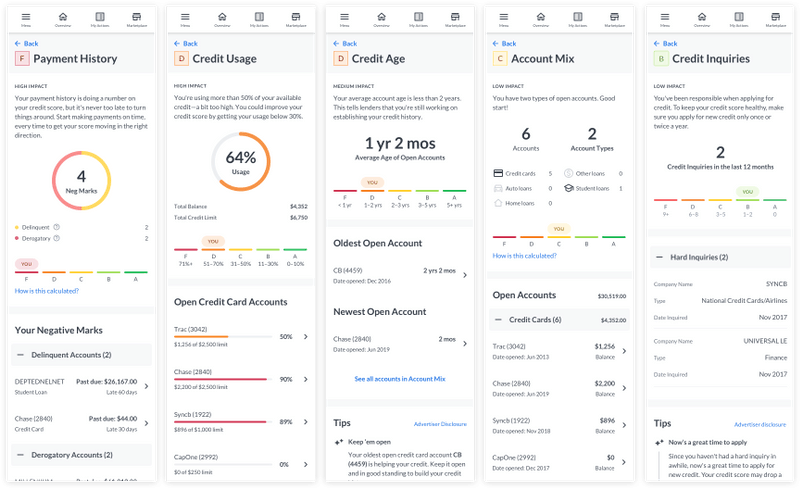 Menu
Overview
My Actions
Marketplace
Back
F
Payment History
HIGH IMPACT
Your payment history is doing a number on
your credit score, but it's never too late to turn
things around. Start making payments on time,
every time to get your score moving in the right
direction.
4
Neg Marks
Delinquent
2
Derogatory
2
YOU
F
D
C
B
A
How is this calculated?
Your Negative Marks
Delinquent Accounts (2)
DEPTEDNELNET
Past due: $26,167.00
Student Loan
Late 60 days
Chase (2840)
Past due: $44.00
Credit Card
Late 30 days
Derogatory Accounts (2)
Menu
Overview
My Actions
Marketplace
Back
D
Credit Usage
HIGH IMPACT
You're using more than 50% of your available
credit—a bit too high. You could improve your
credit score by getting your usage below 30%.
64%
Usage
Total Balance
$4,352
Total Credit Limit
$6,750
YOU
F
D
C
B
A
71%+
51–70%
31–50%
11–30%
0–10%
Open Credit Card Accounts
Trac (3042)
50%
$1,256 of $2,500 limit
Chase (2840)
90%
$2,200 of $2,500 limit
Syncb (1922)
89%
$896 of $1,000 limit
CapOne (2992)
0%
$0 of $250 limit
Menu
Overview
My Actions
Marketplace
Back
D
Credit Age
MEDIUM IMPACT
Your average account age is less than 2 years.
This tells lenders that you're still working on
establishing your credit history.
1 yr 2 mos
Average Age of Open Accounts
YOU
F
D
C
B
A
< 1 yr
1–2 yrs
2–3 yrs
3–5 yrs
5+ yrs
Oldest Open Account
CB (4459)
2 yrs 2 mos
Date opened: Dec 2016
Newest Open Account
Chase (2840)
2 mos
Date opened: Jun 2019
See all accounts in Account Mix
Tips
Advertiser Disclosure
Keep 'em open
Your oldest open credit card account CB
(4459) is helping your credit. Keep it open
and in good standing to build your credit
Menu
Overview
My Actions
Marketplace
Back
C
Account Mix
LOW IMPACT
You have two types of open accounts. Good
start!
6
Accounts
2
Account Types
Credit cards
5
Other loans
0
Auto loans
0
Student loans
1
Home loans
0
YOU
F
D
C
B
A
How is this calculated?
Open Accounts
$30,519.00
Credit Cards (6)
$4,352.00
Trac (3042)
$1,256
Date opened: Jun 2013
Balance
Chase (2840)
$2,200
Date opened: Jun 2019
Balance
Syncb (1922)
$896
Date opened: Nov 2018
Balance
CapOne (2992)
$0
Date opened: Dec 2017
Balance
Menu
Overview
My Actions
Marketplace
Back
B
Credit Inquiries
LOW IMPACT
You've been responsible when applying for
credit. To keep your credit score healthy, make
sure you apply for new credit only once or
twice a year.
2
Credit Inquiries in the last 12 months
YOU
F
D
C
B
A
9+
6–8
3–5
1–2
0
Hard Inquiries (2)
Company Name
SYNCB
Type
National Credit Cards/Airlines
Date Inquired
Nov 2017
Company Name
UNIVERSAL LE
Type
Finance
Date Inquired
Nov 2017
Tips
Advertiser disclosure
Now's a great time to apply
Since you haven't had a hard inquiry in
awhile, now's a great time to apply for
new credit. Your credit score may drop a